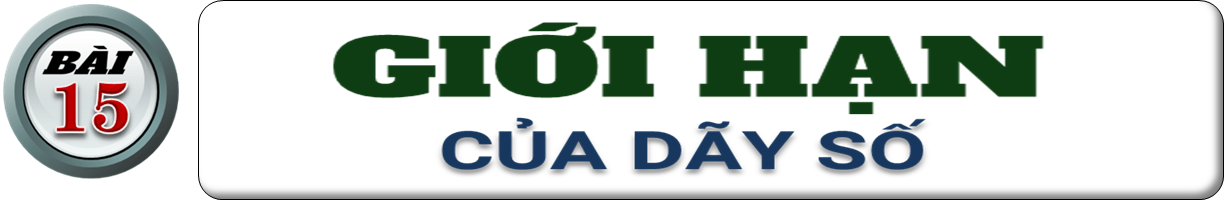 BÀI
15
GIỚI HẠN
CỦA DÃY SỐ